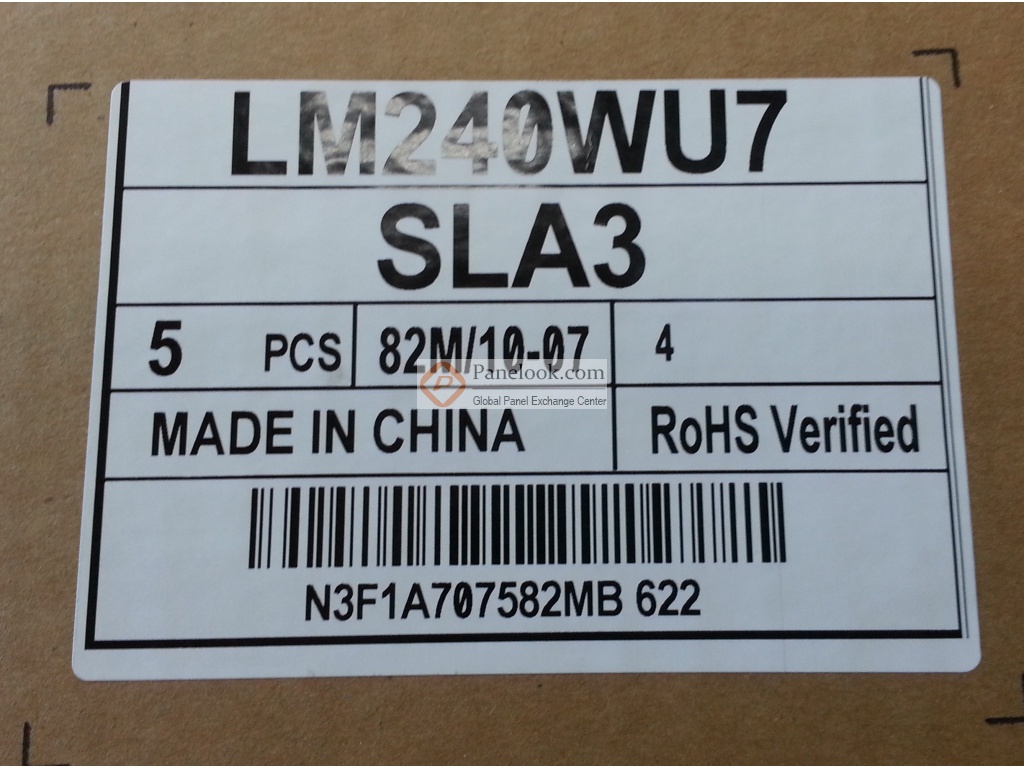 LM240WU7
SLA3
5 PCS 82M/10-07 4
Panelook.com
Global Panel Exchange Center
MADE IN CHINA RoHS Verified
N3F1A707582MB 622